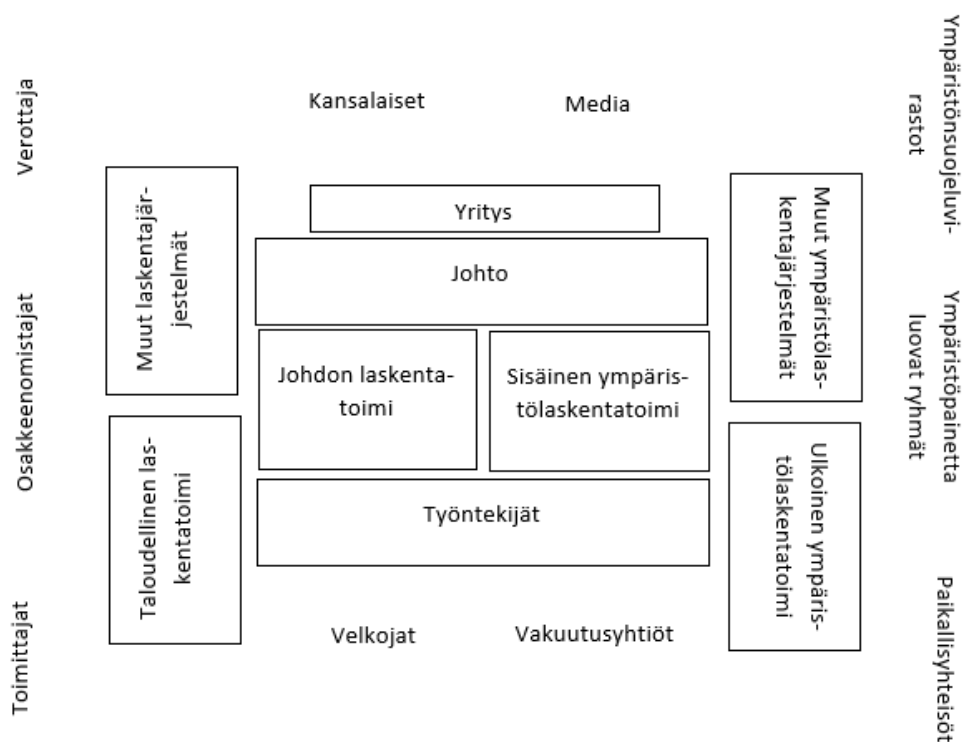 Verottaja
Kansalaiset
Media
Ympäristönsuojeluvi-
rastot
Muut laskentajär-
jestelmät
Yritys
Johto
Muut ympäristölas-
kentajärjestelmät
Osakkeenomistajat
Johdon laskenta-
toimi
Sisäinen ympäris-
tölaskentatoimi
Ympäristöpainetta
luovat ryhmät
Taloudellinen las-
kentatoimi
Työntekijät
Ulkoinen ympäris-
tölaskentatoimi
Toimittajat
Velkojat
Vakuutusyhtiöt
Paikallisyhteisöt